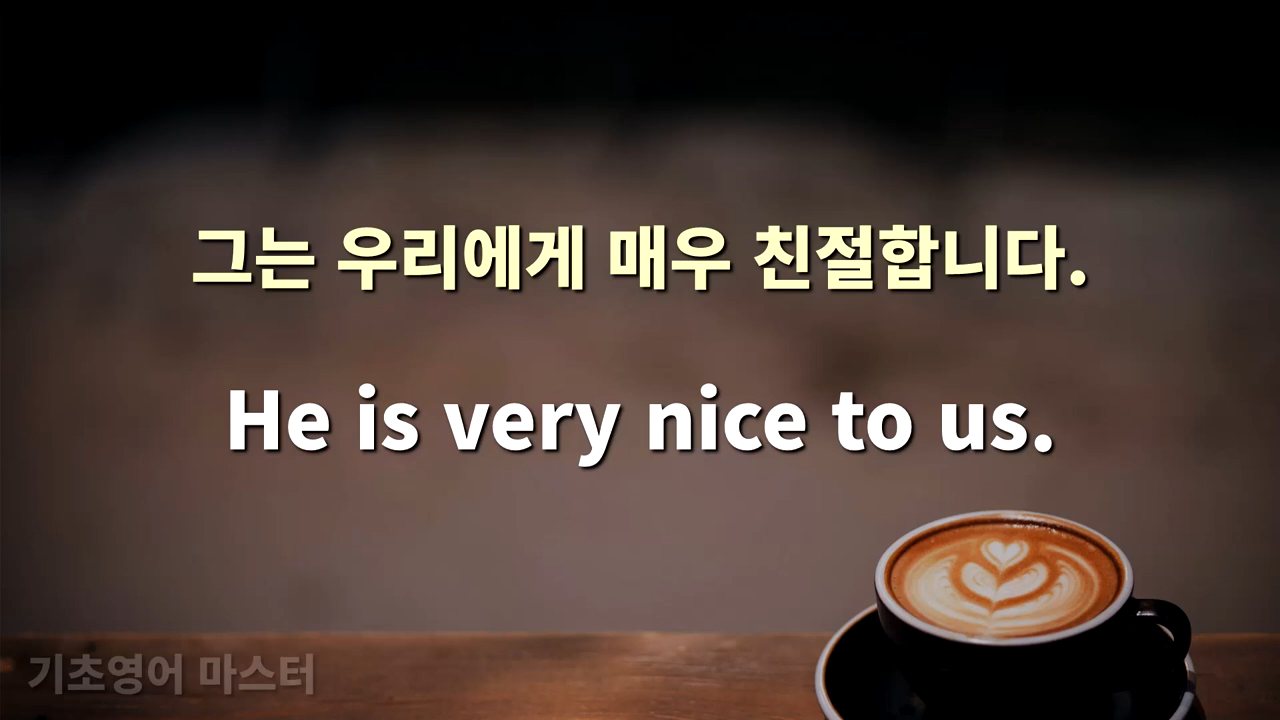 그는 우리에게 매우 친절합니다.
He is very nice to us.
기초영어 마스터